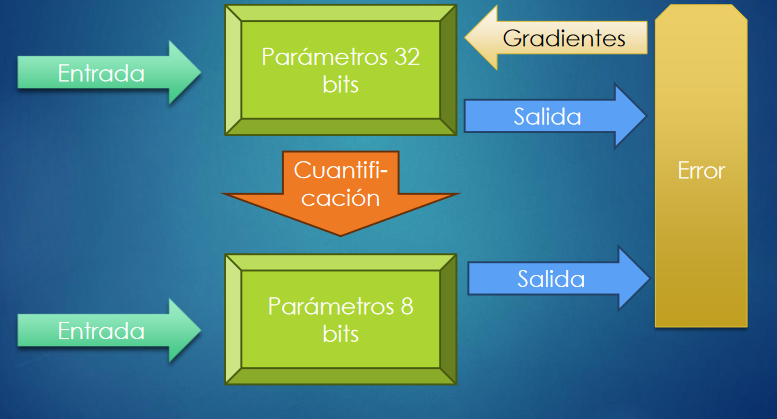 Entrada
Parámetros 32
bits
Gradientes
Salida
Error
Cuantifi-
cación
Entrada
Parámetros 8
bits
Salida